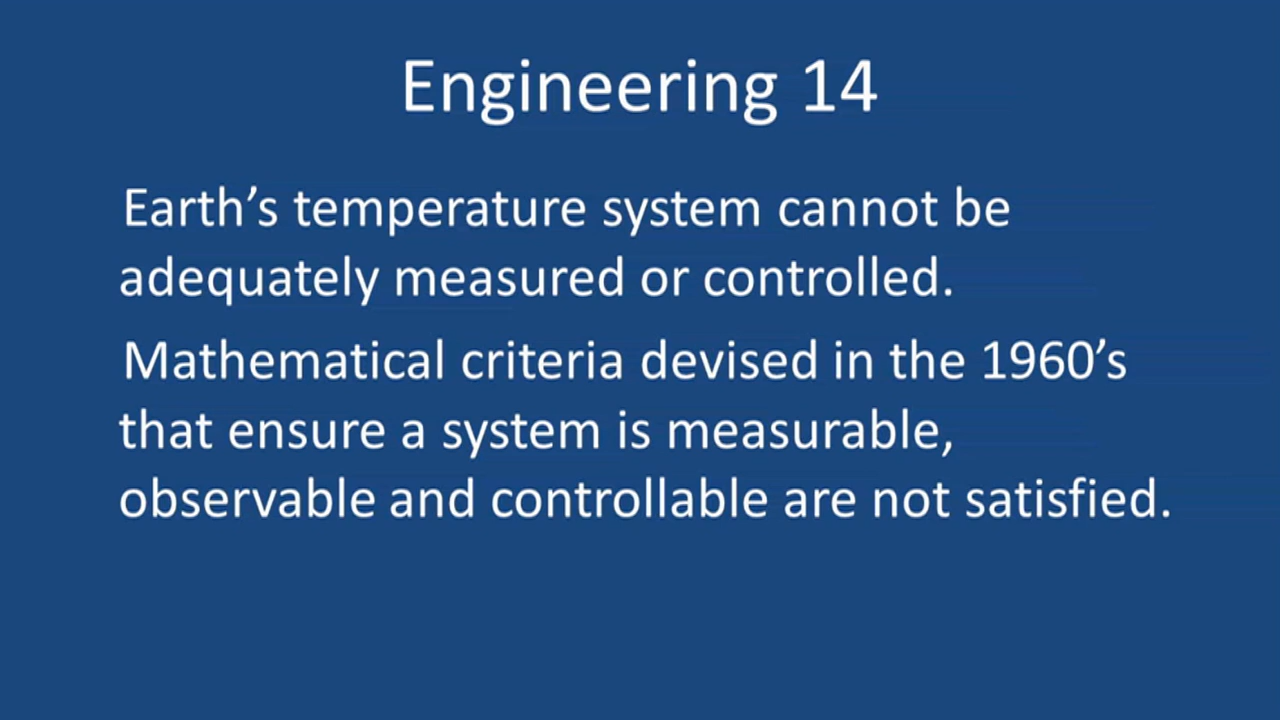 Engineering 14
Earth’s temperature system cannot be
adequately measured or controlled.
Mathematical criteria devised in the 1960’s
that ensure a system is measurable,
observable and controllable are not satisfied.